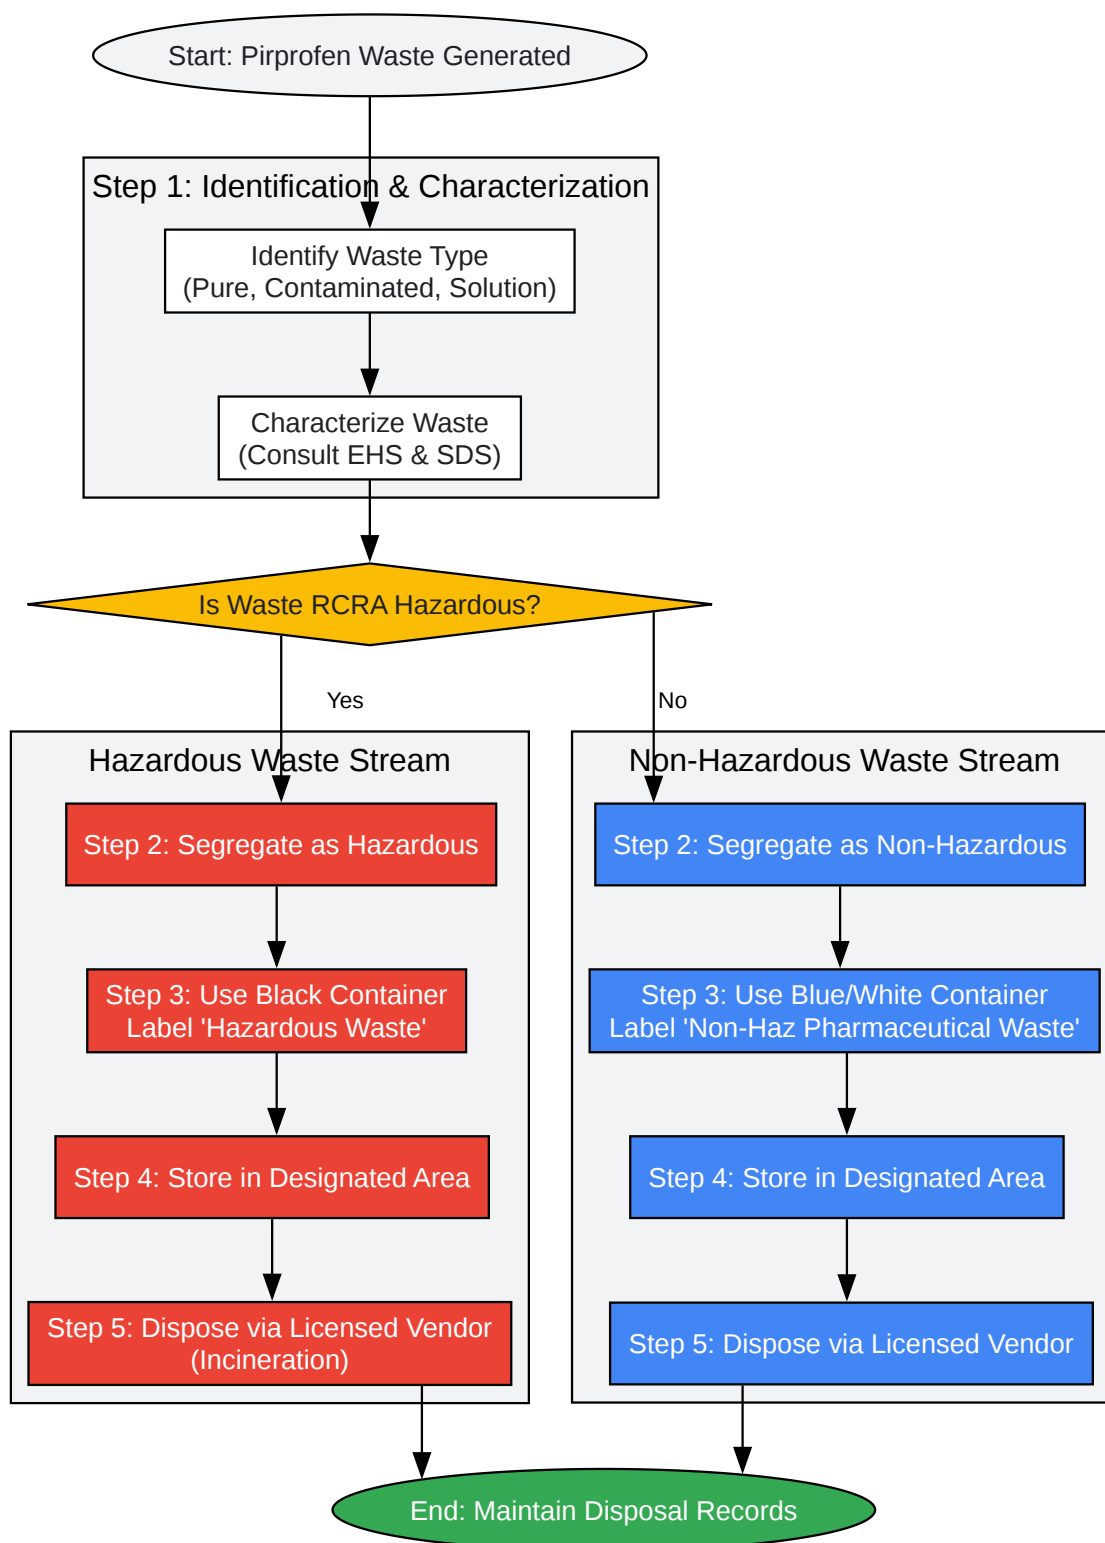 Start: Pirprofen Waste Generated
Step 1: Identification & Characterization
Identify Waste Type
(Pure, Contaminated, Solution)
Characterize Waste
(Consult EHS & SDS)
Is Waste RCRA Hazardous?
Yes
No
Hazardous Waste Stream
Step 2: Segregate as Hazardous
Step 3: Use Black Container
Label 'Hazardous Waste'
Step 4: Store in Designated Area
Step 5: Dispose via Licensed Vendor
(Incineration)
Non-Hazardous Waste Stream
Step 2: Segregate as Non-Hazardous
Step 3: Use Blue/White Container
Label 'Non-Haz Pharmaceutical Waste'
Step 4: Store in Designated Area
Step 5: Dispose via Licensed Vendor
End: Maintain Disposal Records